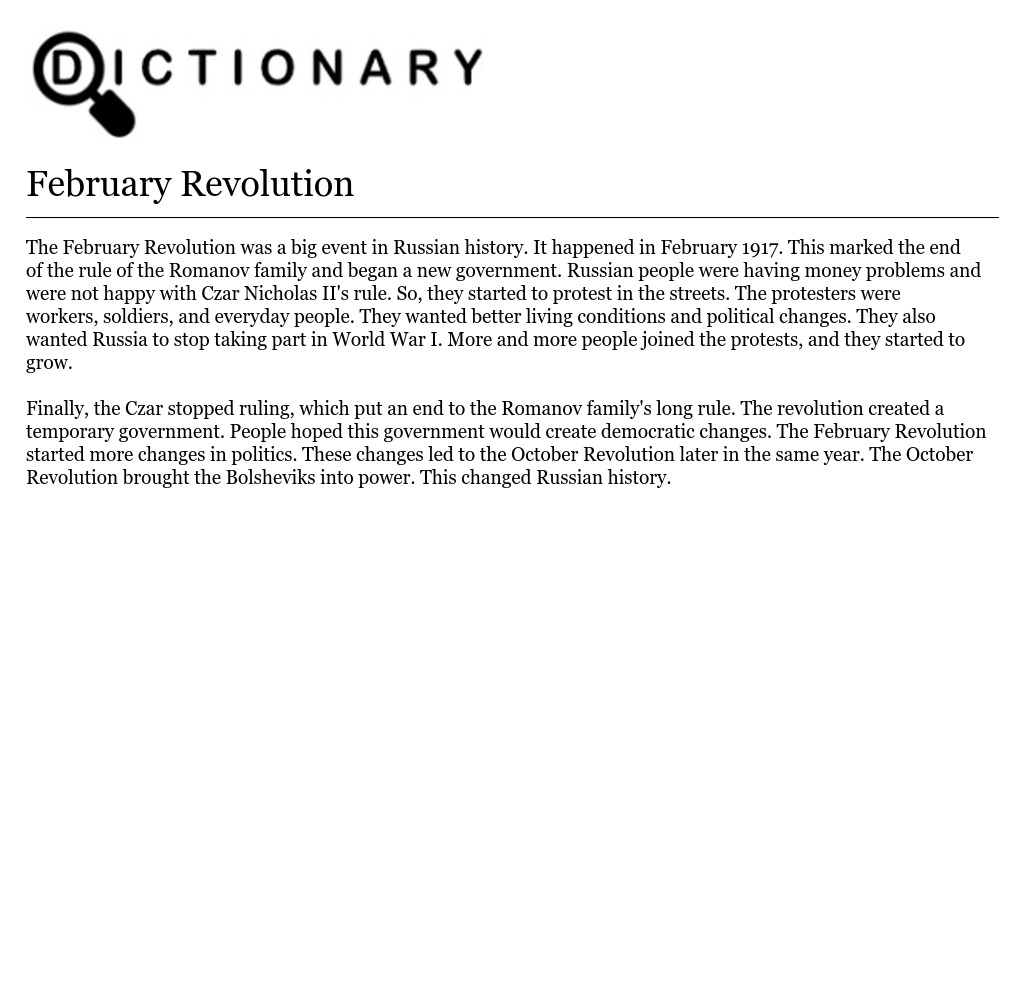 DICTIONARY
February Revolution
The February Revolution was a big event in Russian history. It happened in February 1917. This marked the end
of the rule of the Romanov family and began a new government. Russian people were having money problems and
were not happy with Czar Nicholas II's rule. So, they started to protest in the streets. The protesters were
workers, soldiers, and everyday people. They wanted better living conditions and political changes. They also
wanted Russia to stop taking part in World War I. More and more people joined the protests, and they started to
grow.
Finally, the Czar stopped ruling, which put an end to the Romanov family's long rule. The revolution created a
temporary government. People hoped this government would create democratic changes. The February Revolution
started more changes in politics. These changes led to the October Revolution later in the same year. The October
Revolution brought the Bolsheviks into power. This changed Russian history.